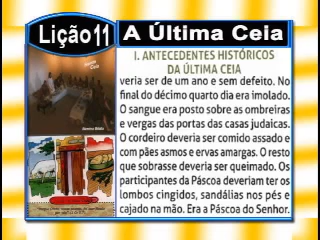 Lição 11
A Última Ceia
I. ANTECEDENTES HISTÓRICOS
DA ÚLTIMA CEIA
veria ser de um ano e sem defeito. No
final do décimo quarto dia era imolado.
O sangue era posto sobre as ombreiras
e vergas das portas das casas judaicas.
O cordeiro deveria ser comido assado e
com pães asmos e ervas amargas. O resto
que sobrasse deveria ser queimado. Os
participantes da Páscoa deveriam ter os
lombos cingidos, sandálias nos pés e
cajado na mão. Era a Páscoa do Senhor.